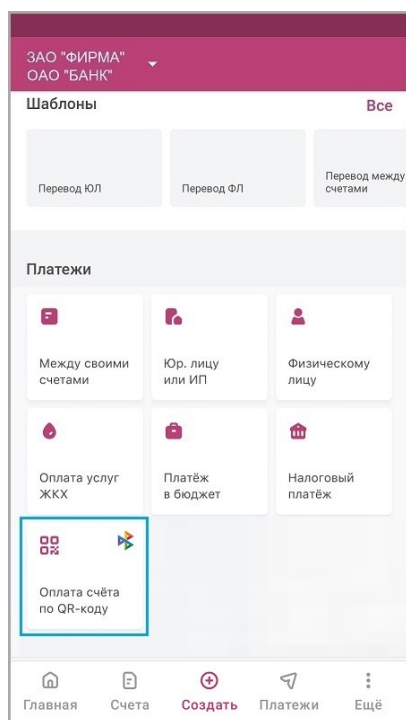 ЗАО "ФИРМА"
ОАО "БАНК"
Шаблоны
Все
Перевод ЮЛ
Перевод ФЛ
Перевод между
счетами
Платежи
Между своими
счетами
Юр. лицу
или ИП
Физическому
лицу
Оплата услуг
ЖКХ
Платёж
в бюджет
Налоговый
платёж
Оплата счёта
по QR-коду
Главная
Счета
Создать
Платежи
Ещё